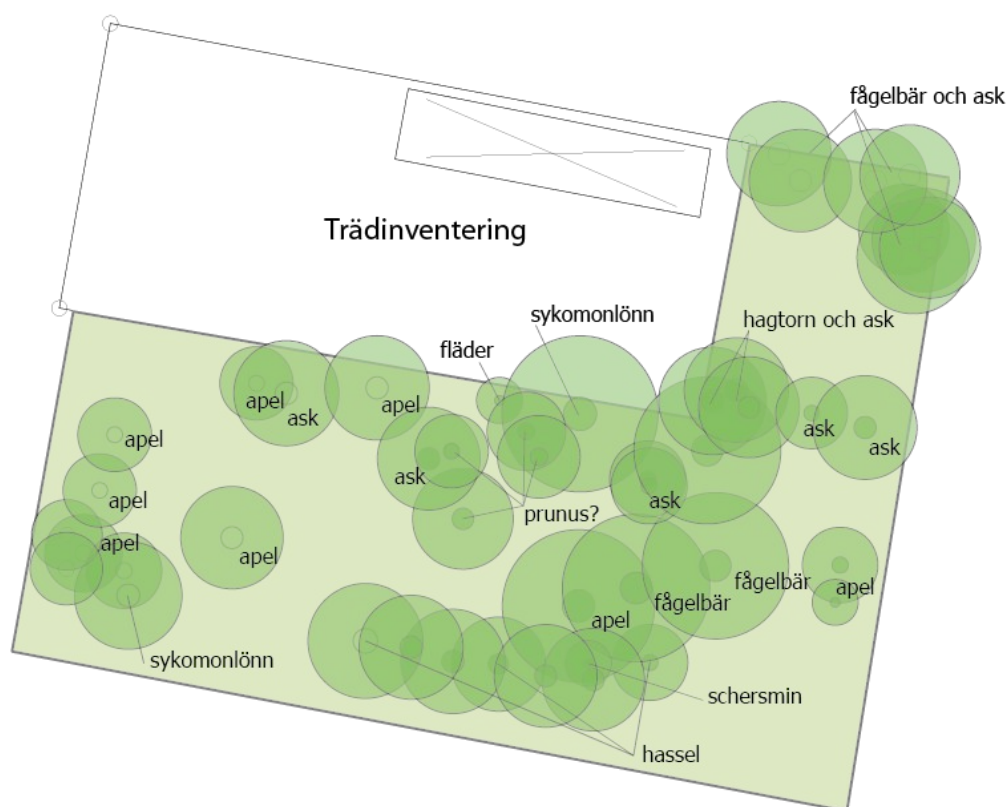 fågelbär och ask
Trädinventering
sykomonlönn
hagtorn och ask
fläder
apel
ask
apel
apel
ask
ask
ask
apel
ask
prunus?
apel
apel
fågelbär
apel
fågelbär
apel
sykomonlönn
schersmin
hassel